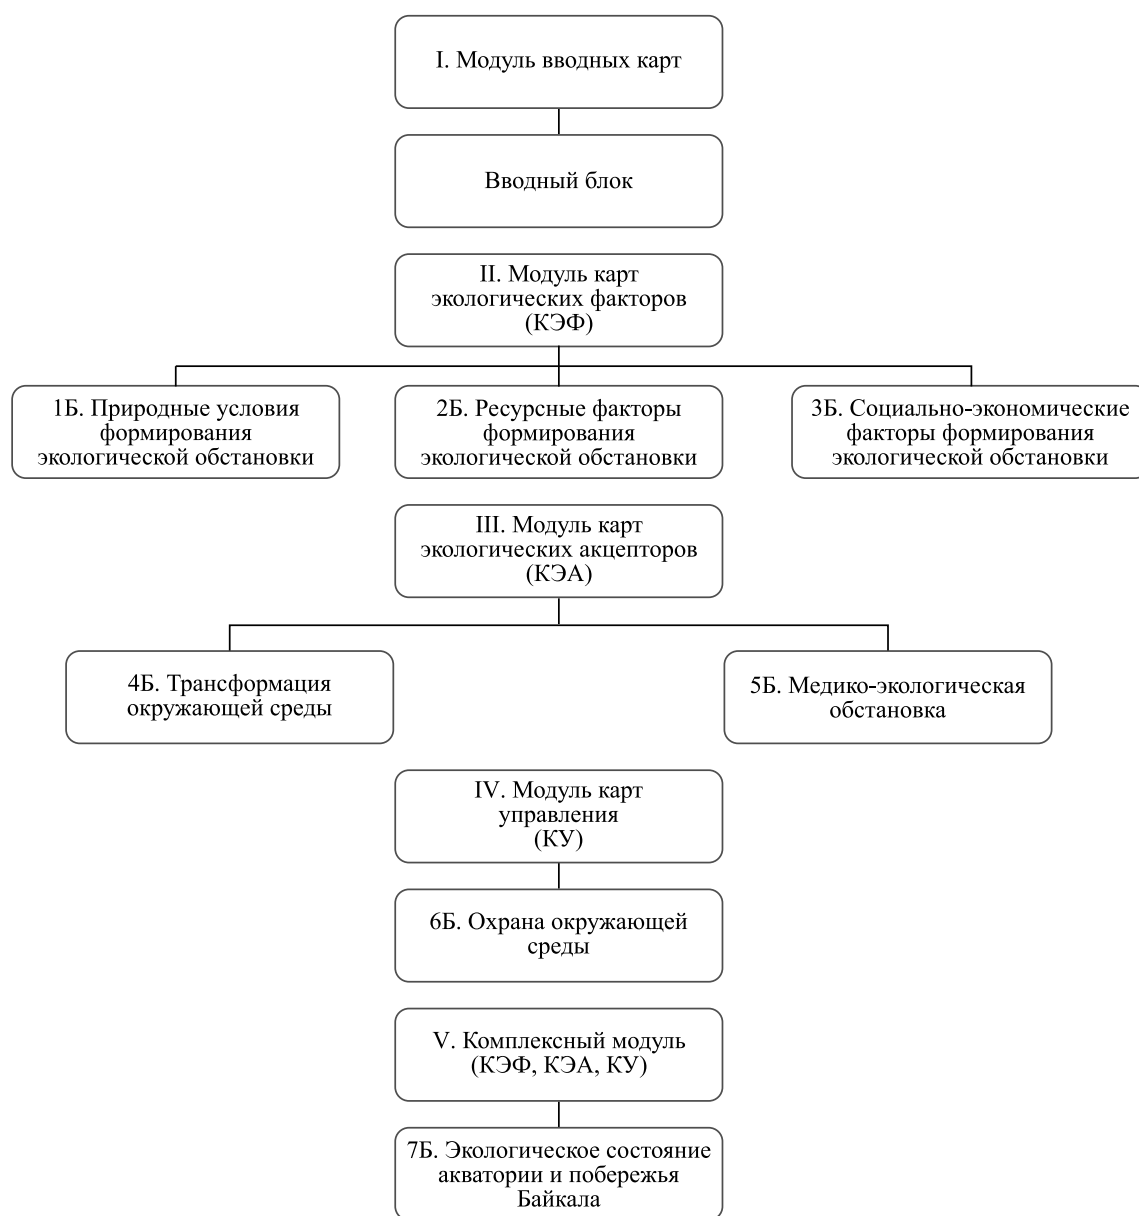 I. Модуль вводных карт
Вводный блок
II. Модуль карт
экологических факторов
(КЭФ)
1Б. Природные условия
формирования
экологической обстановки
2Б. Ресурсные факторы
формирования
экологической обстановки
3Б. Социально-экономические
факторы формирования
экологической обстановки
III. Модуль карт
экологических акцепторов
(КЭА)
4Б. Трансформация
окружающей среды
5Б. Медико-экологическая
обстановка
IV. Модуль карт
управления
(КУ)
6Б. Охрана окружающей
среды
V. Комплексный модуль
(КЭФ, КЭА, КУ)
7Б. Экологическое состояние
акватории и побережья
Байкала